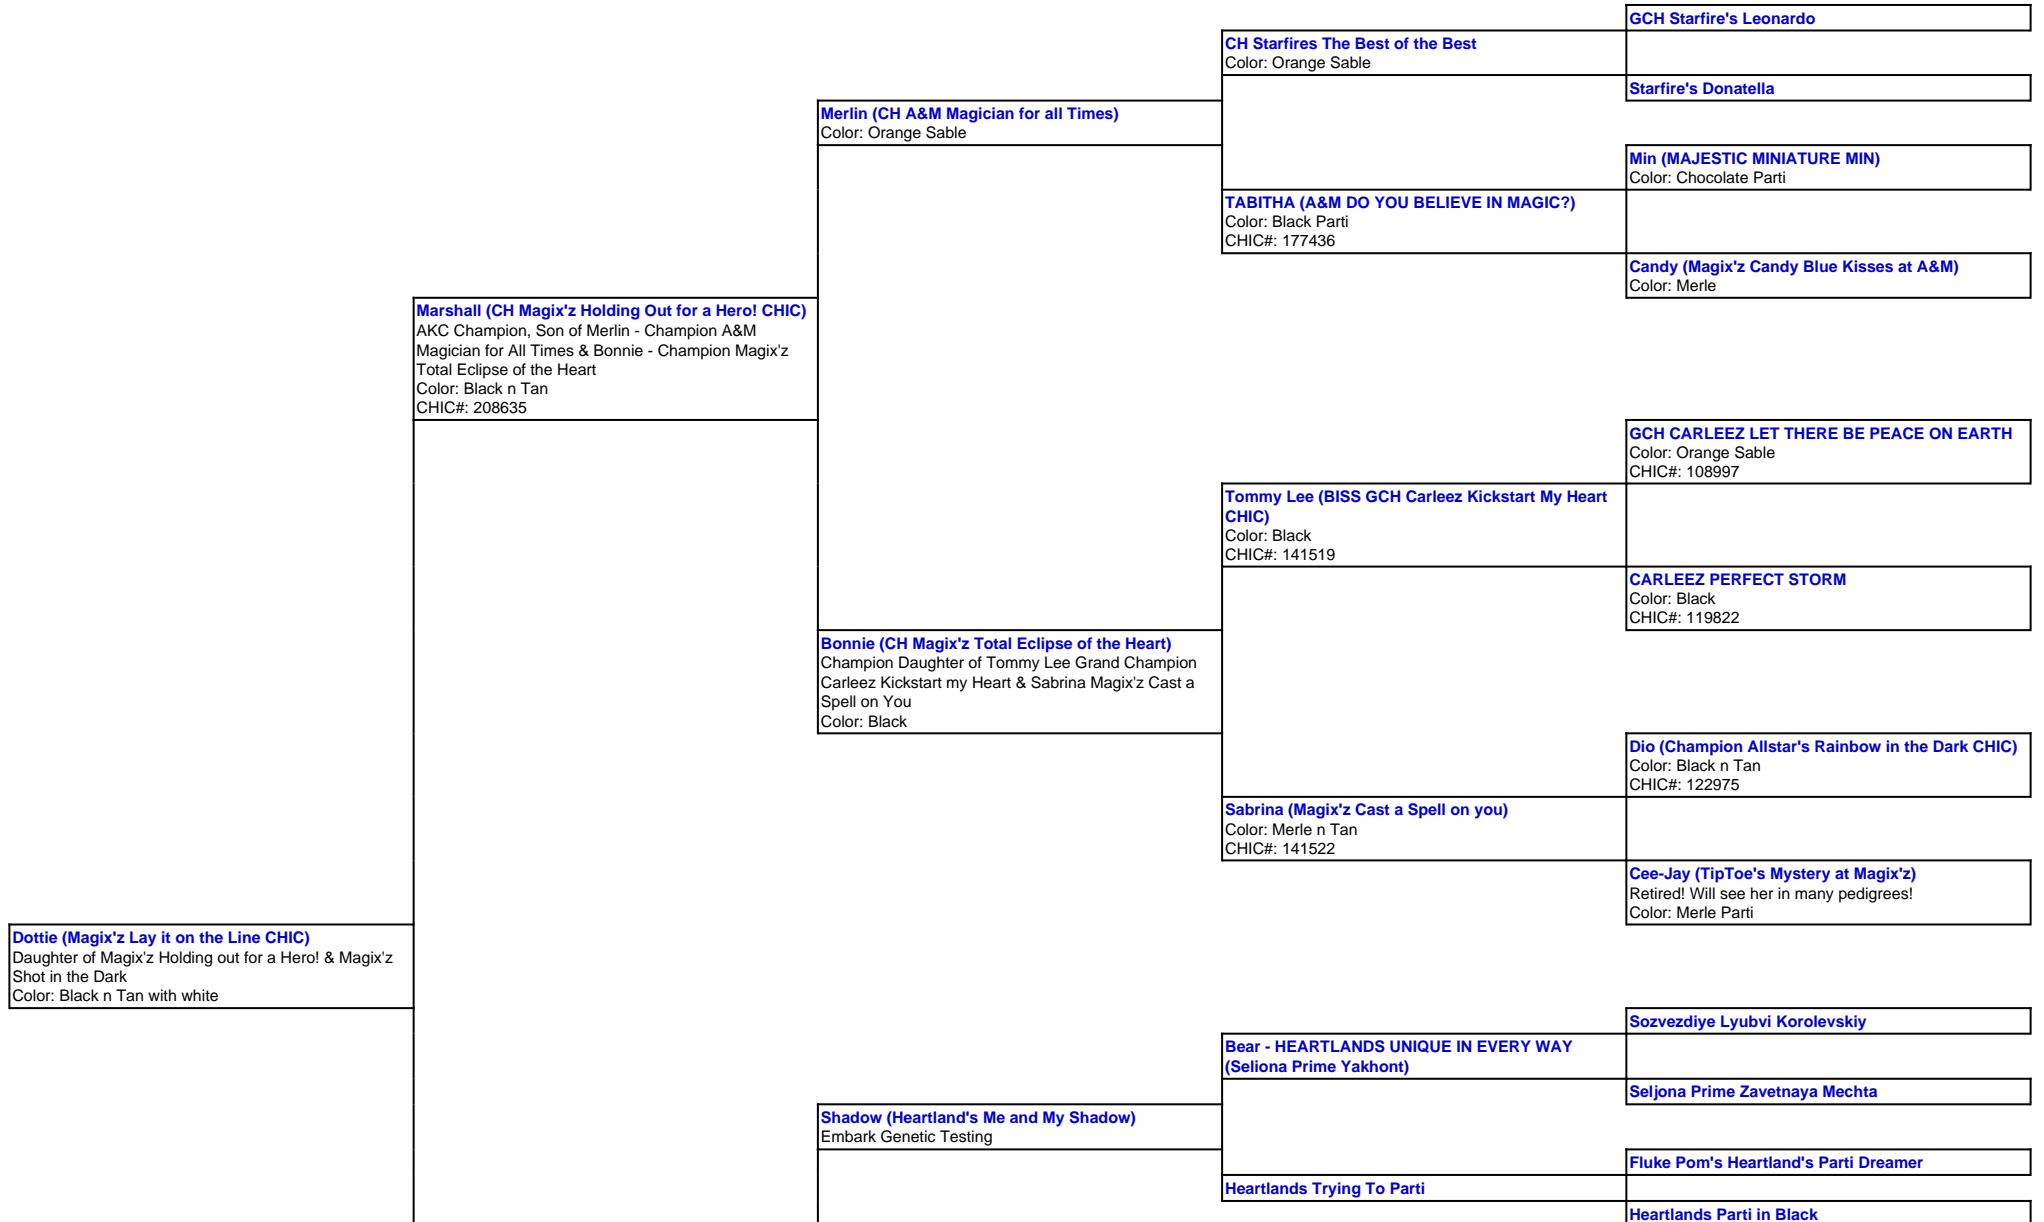 GCH Starfire's Leonardo
CH Starfires The Best of the Best
Color: Orange Sable
Starfire's Donatella
Merlin (CH A&M Magician for all Times)
Color: Orange Sable
Min (MAJESTIC MINIATURE MIN)
Color: Chocolate Parti
TABITHA (A&M DO YOU BELIEVE IN MAGIC?)
Color: Black Parti
CHIC#: 177436
Candy (Magix'z Candy Blue Kisses at A&M)
Color: Merle
Marshall (CH Magix'z Holding Out for a Hero! CHIC)
AKC Champion, Son of Merlin - Champion A&M
Magician for All Times & Bonnie - Champion Magix'z
Total Eclipse of the Heart
Color: Black n Tan
CHIC#: 208635
GCH CARLEEZ LET THERE BE PEACE ON EARTH
Color: Orange Sable
CHIC#: 108997
Tommy Lee (BISS GCH Carleez Kickstart My Heart
CHIC)
Color: Black
CHIC#: 141519
CARLEEZ PERFECT STORM
Color: Black
CHIC#: 119822
Bonnie (CH Magix'z Total Eclipse of the Heart)
Champion Daughter of Tommy Lee Grand Champion
Carleez Kickstart my Heart & Sabrina Magix'z Cast a
Spell on You
Color: Black
Dio (Champion Allstar's Rainbow in the Dark CHIC)
Color: Black n Tan
CHIC#: 122975
Sabrina (Magix'z Cast a Spell on you)
Color: Merle n Tan
CHIC#: 141522
Cee-Jay (TipToe's Mystery at Magix'z)
Retired! Will see her in many pedigrees!
Color: Merle Parti
Dottie (Magix'z Lay it on the Line CHIC)
Daughter of Magix'z Holding out for a Hero! & Magix'z
Shot in the Dark
Color: Black n Tan with white
Sozvezdiye Lyubvi Korolevskiy
Bear - HEARTLANDS UNIQUE IN EVERY WAY
(Seliona Prime Yakhont)
Seljona Prime Zavetnaya Mechta
Shadow (Heartland's Me and My Shadow)
Embark Genetic Testing
Fluke Pom's Heartland's Parti Dreamer
Heartlands Trying To Parti
Heartlands Parti in Black